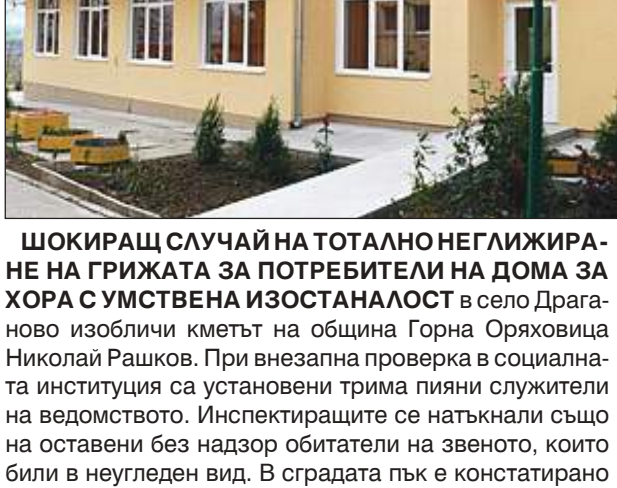 ШОКИРАЩ СЛУЧАЙ НА ТОТАЛНО НЕГЛИЖИРА-
НЕ НА ГРИЖАТА ЗА ПОТРЕБИТЕЛИ НА ДОМА ЗА
ХОРА С УМСТВЕНА ИЗОСТАНАЛОСТ в село Драга-
ново изобличи кметът на община Горна Оряховица
Николай Рашков. При внезапна проверка в социална-
та институция са установени трима пияни служители
на ведомството. Инспектиращите се натъкнали също
на оставени без надзор обитатели на звеното, които
били в неугледен вид. В сградата пък е констатирано